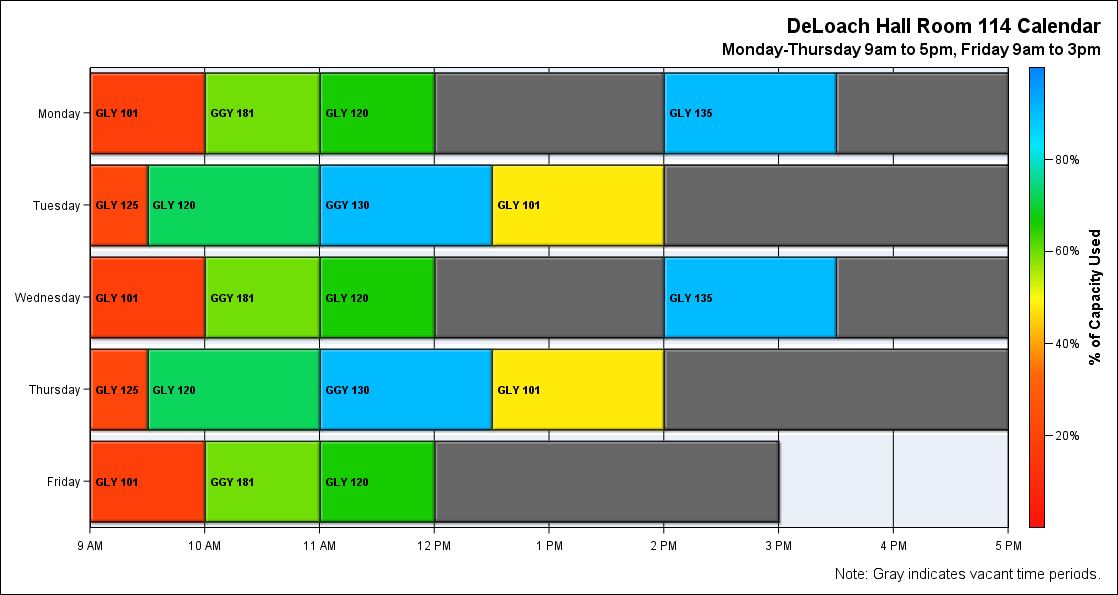 DeLoach Hall Room 114 Calendar
Monday-Thursday 9am to 5pm, Friday 9am to 3pm
Monday GLY 101 GGY 181 GLY 120 GLY 135
80%
Tuesday GLY 125 GLY 120 GGY 130 GLY 101
60%
Wednesday GLY 101 GGY 181 GLY 120 GLY 135
% of Capacity Used
40%
Thursday GLY 125 GLY 120 GGY 130 GLY 101
20%
Friday GLY 101 GGY 181 GLY 120
9 AM 10 AM 11 AM 12 PM 1 PM 2 PM 3 PM 4 PM 5 PM
Note: Gray indicates vacant time periods.